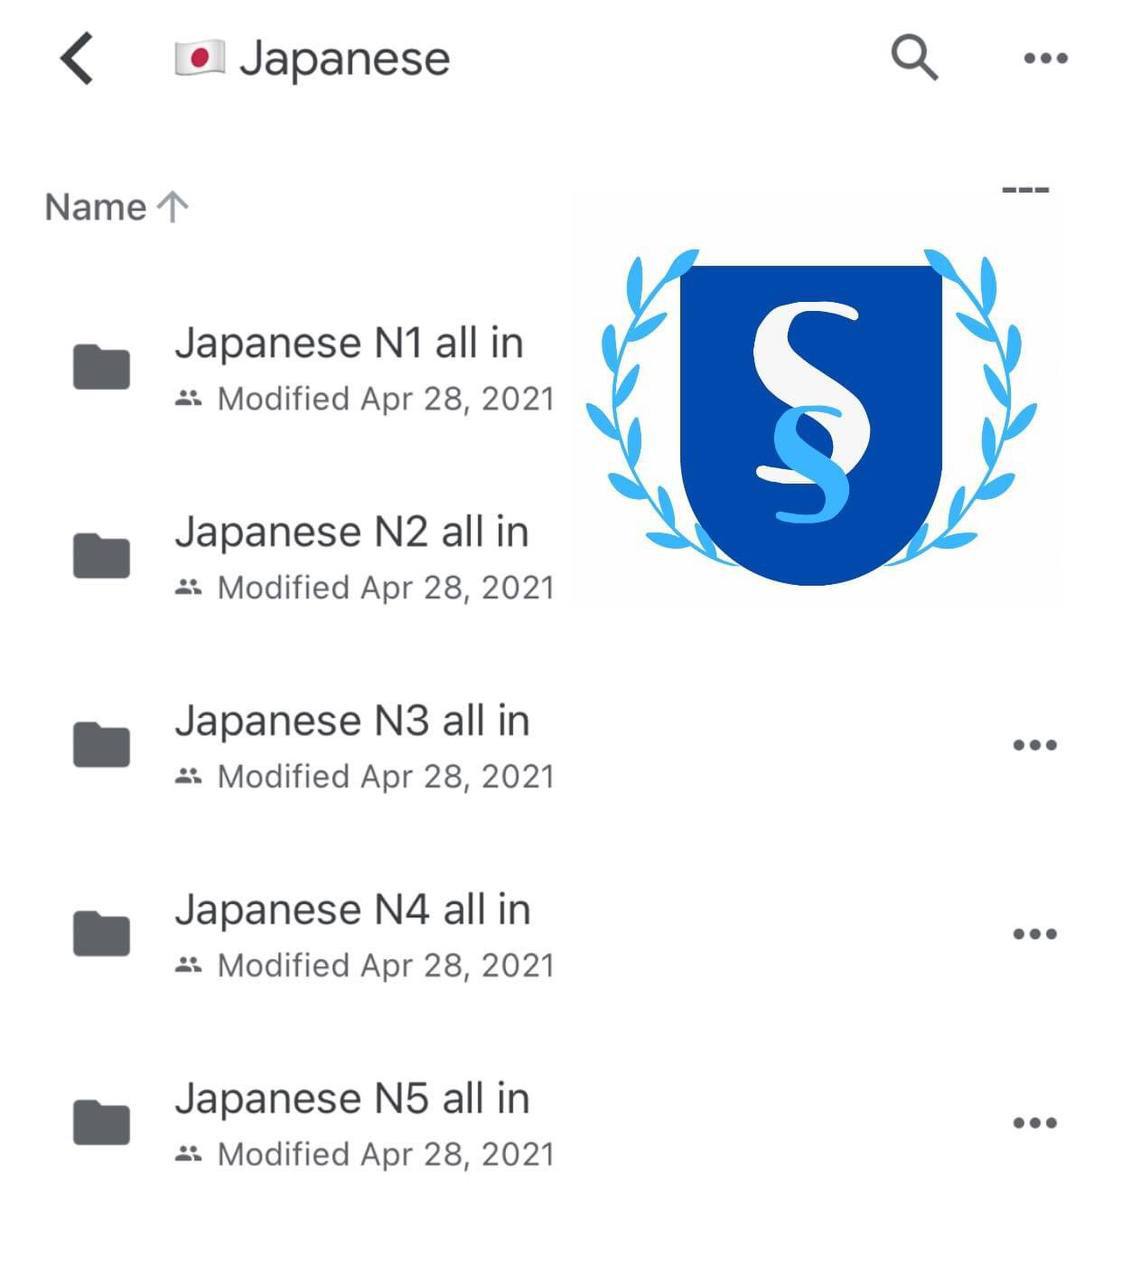 🇯🇵 Japanese
Name ↑
Japanese N1 all in
Modified Apr 28, 2021
Japanese N2 all in
Modified Apr 28, 2021
Japanese N3 all in
Modified Apr 28, 2021
Japanese N4 all in
Modified Apr 28, 2021
Japanese N5 all in
Modified Apr 28, 2021